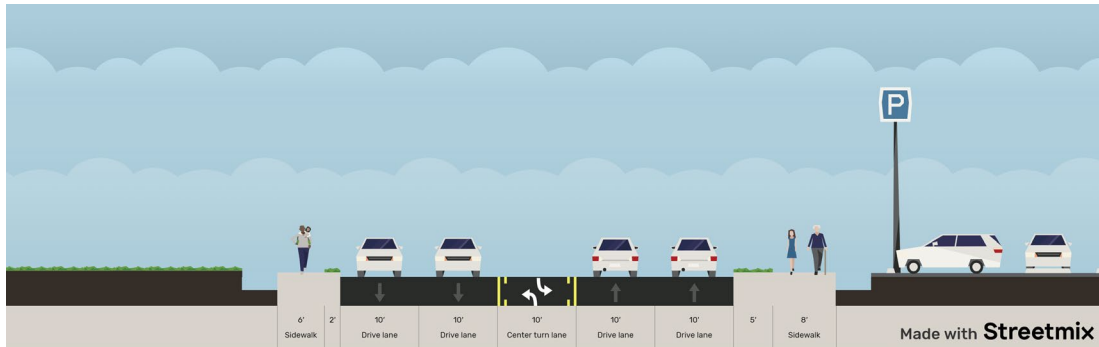 P
6'
Sidewalk
2'
10'
Drive lane
10'
Drive lane
10'
Center turn lane
10'
Drive lane
10'
Drive lane
5'
8'
Sidewalk
Made with Streetmix